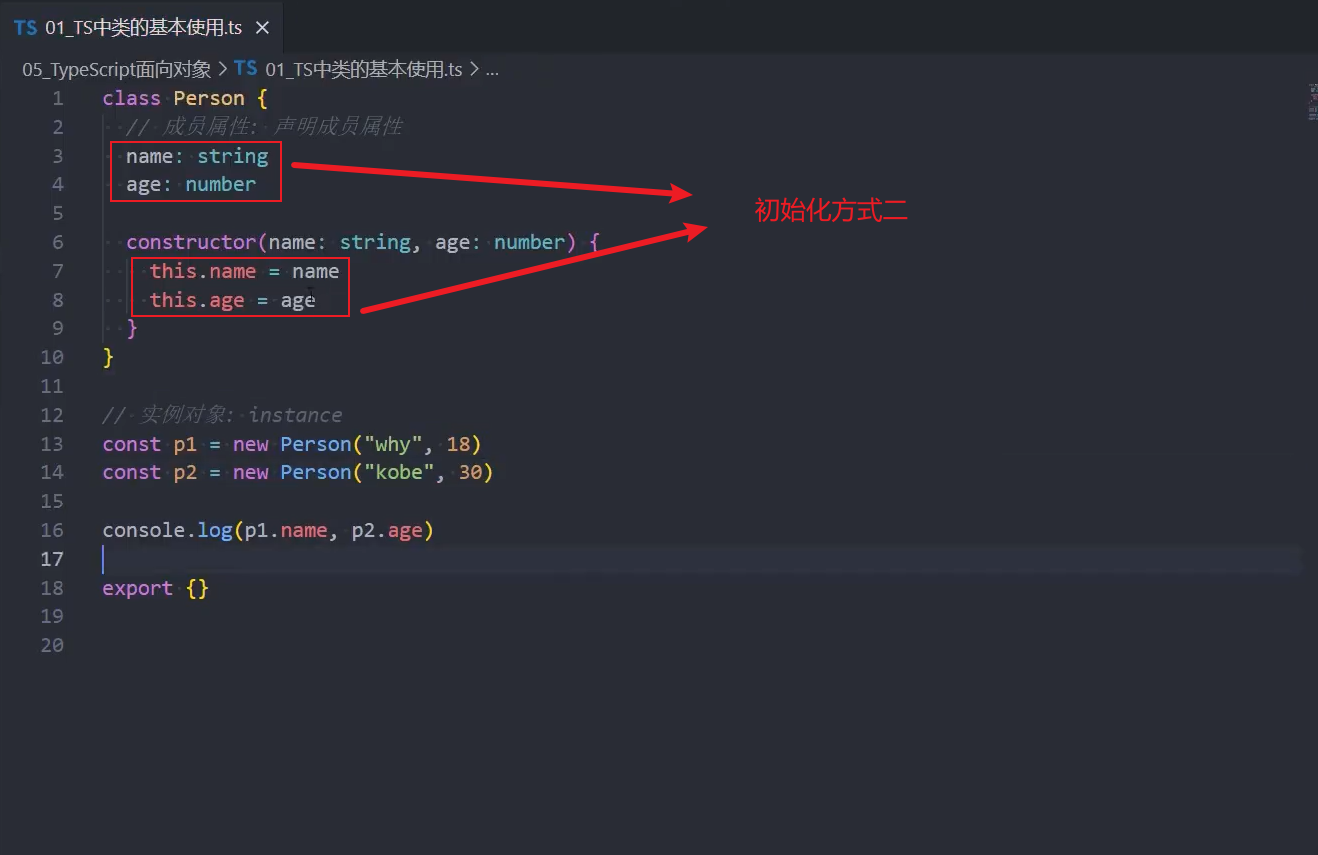 TS 01_TS中类的基本使用.ts ×
05_TypeScript面向对象 > TS 01_TS中类的基本使用.ts > ...
1 class Person {
2 // 成员属性: 声明成员属性
3 name: string
4 age: number
初始化方式二
5
6 constructor(name: string, age: number) {
7 this.name = name
8 this.age = age
9 }
10 }
11
12 // 实例对象: instance
13 const p1 = new Person("why", 18)
14 const p2 = new Person("kobe", 30)
15
16 console.log(p1.name, p2.age)
17
18 export {}
19
20